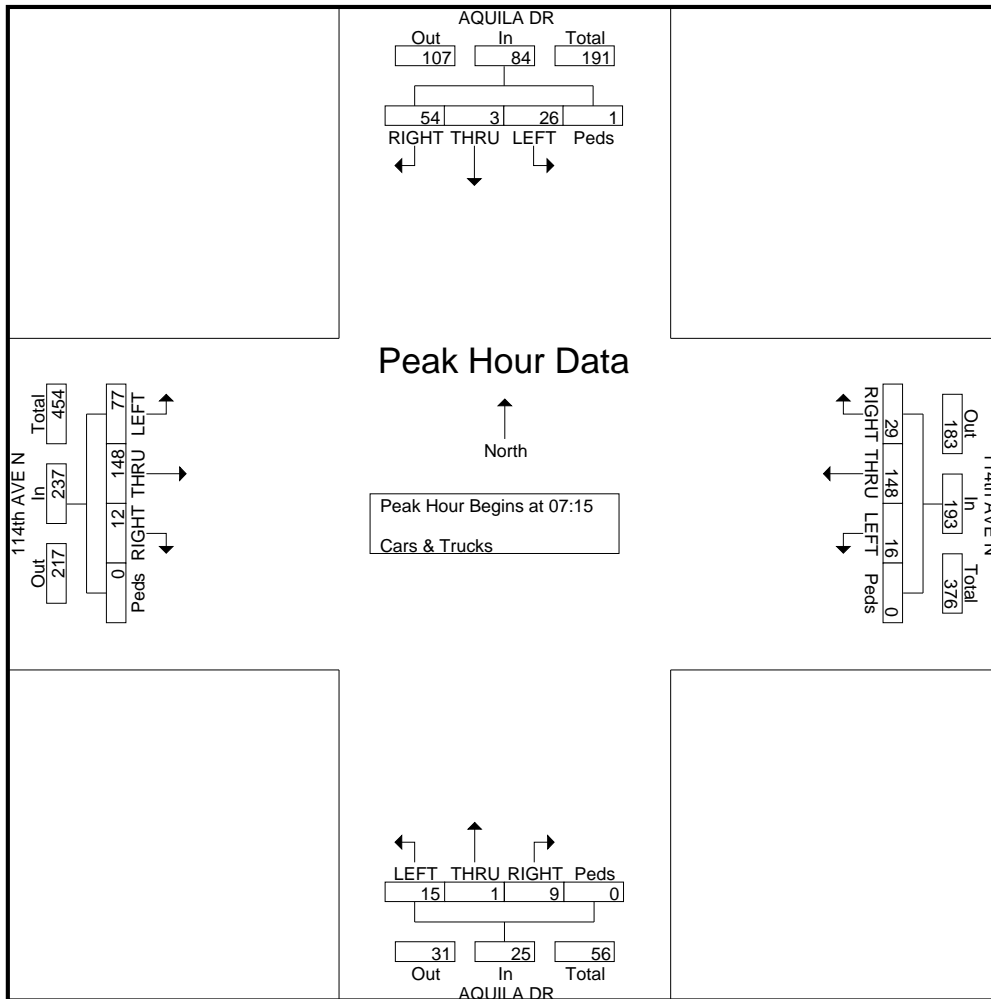 AQUILA DR
Out In Total
107 84 191
54 3 26 1
RIGHT THRU LEFT Peds
Peak Hour Data
North
Peak Hour Begins at 07:15
Cars & Trucks
114th AVE N
Total In Out
454 237 217
77 148 12 0
LEFT THRU RIGHT Peds
RIGHT THRU LEFT Peds
29 148 16 0
183 193 376
Out In Total
114th AVE N
LEFT THRU RIGHT Peds
15 1 9 0
31 25 56
Out In Total
AQUILA DR